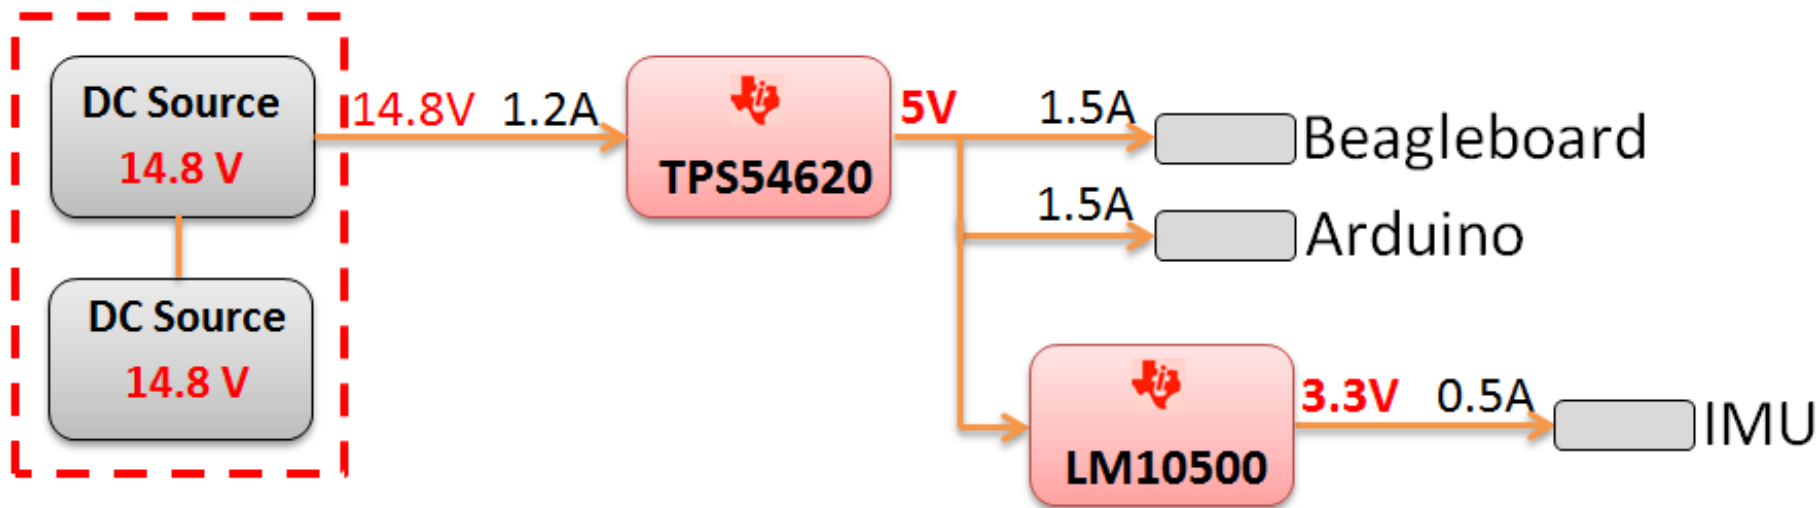 DC Source
14.8 V
14.8V 1.2A
TPS54620
5V 1.5A
Beagleboard
1.5A
Arduino
DC Source
14.8 V
LM10500
3.3V 0.5A
IMU